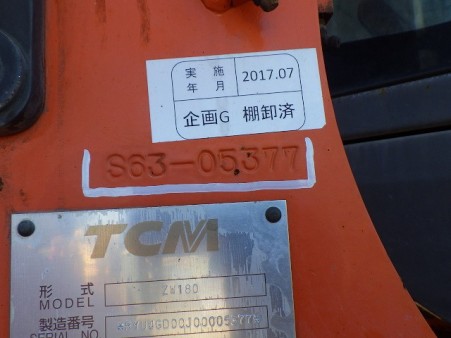 実施年月 2017.07
企画G 棚卸済
S63-05377
TCM
形式 MODEL ZW180
製造番号 SERIAL NO.